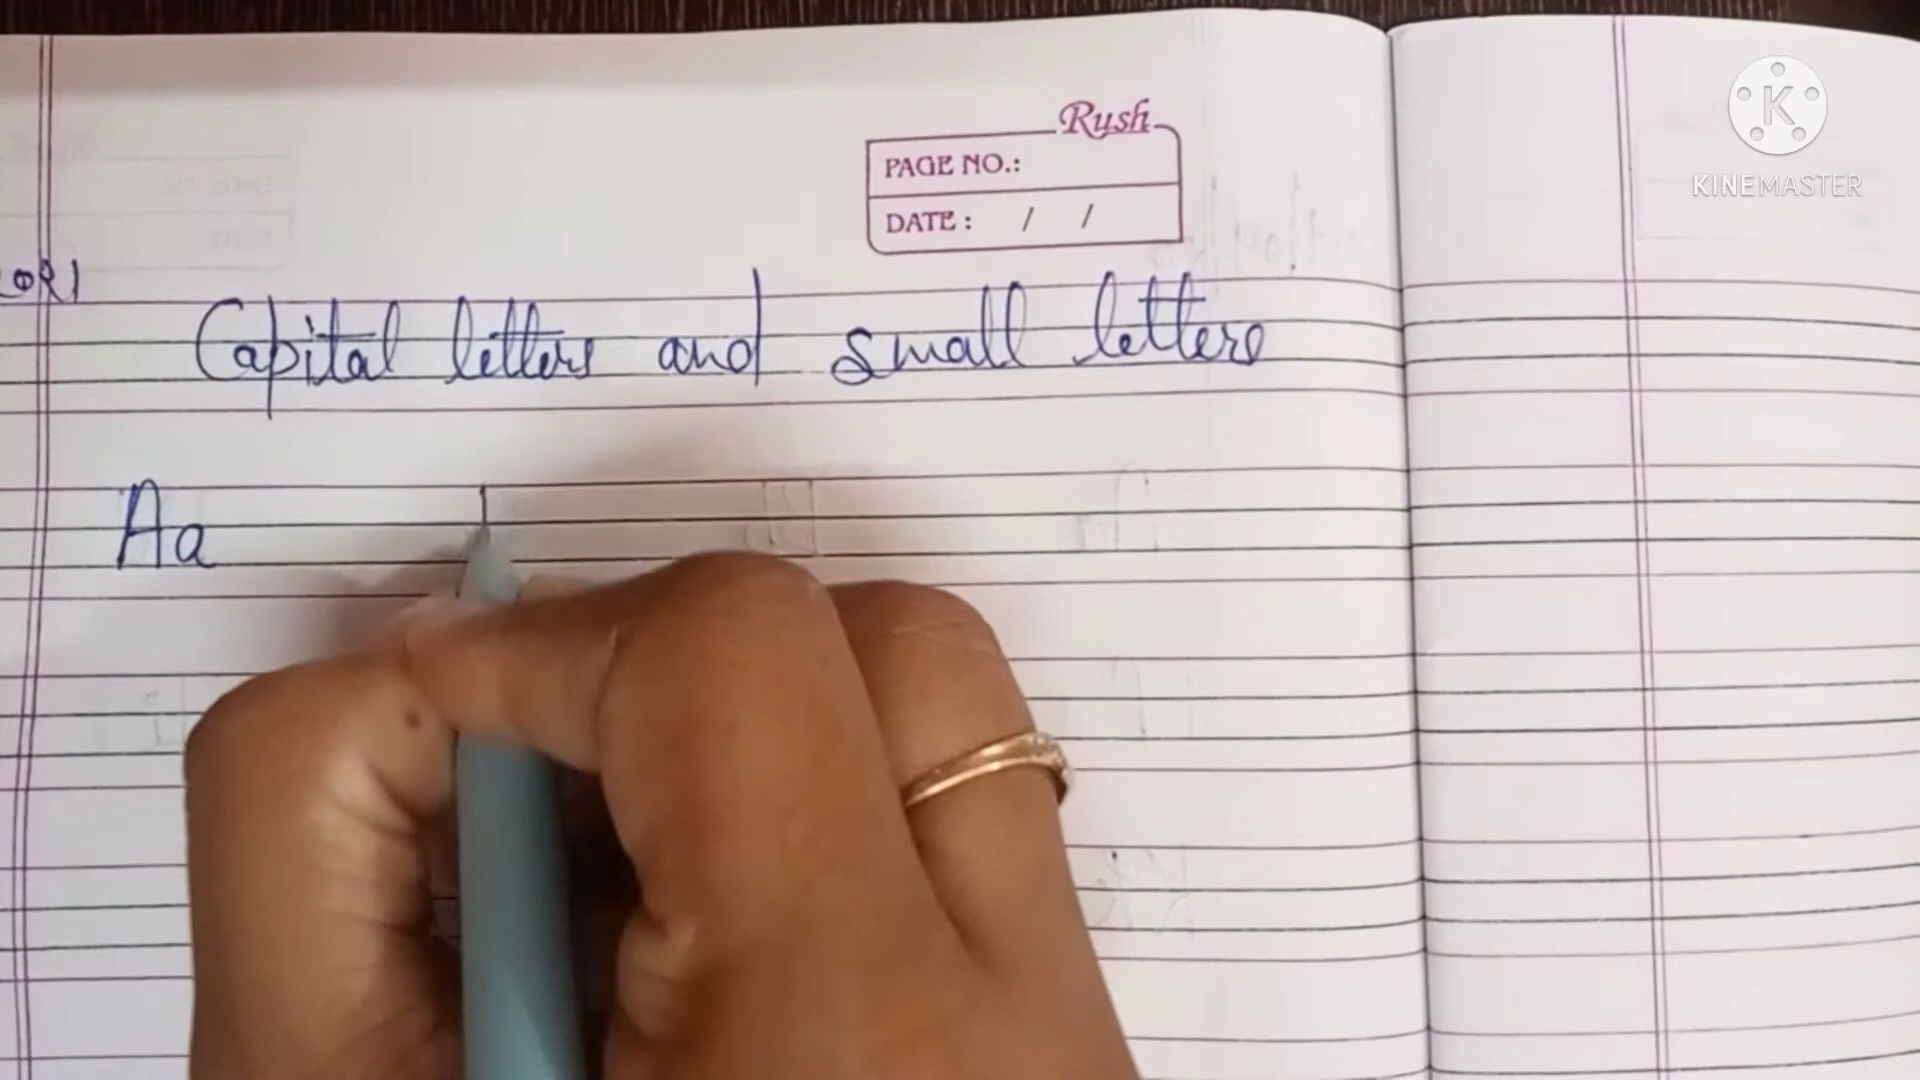 Rush
KINEMASTER
PAGE NO.:
DATE : / /
Capital letters and small letters
Aa